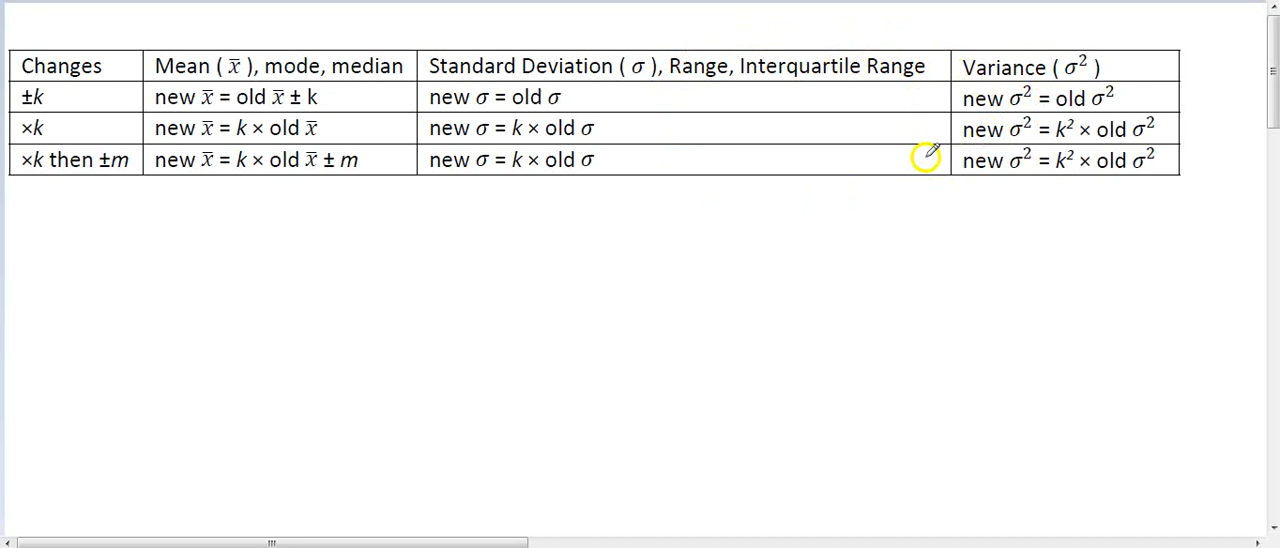 Changes Mean ( x̅ ), mode, median Standard Deviation ( σ ), Range, Interquartile Range Variance ( σ² )
±k new x̅ = old x̅ ± k new σ = old σ new σ² = old σ²
×k new x̅ = k × old x̅ new σ = k × old σ new σ² = k² × old σ²
×k then ±m new x̅ = k × old x̅ ± m new σ = k × old σ new σ² = k² × old σ²